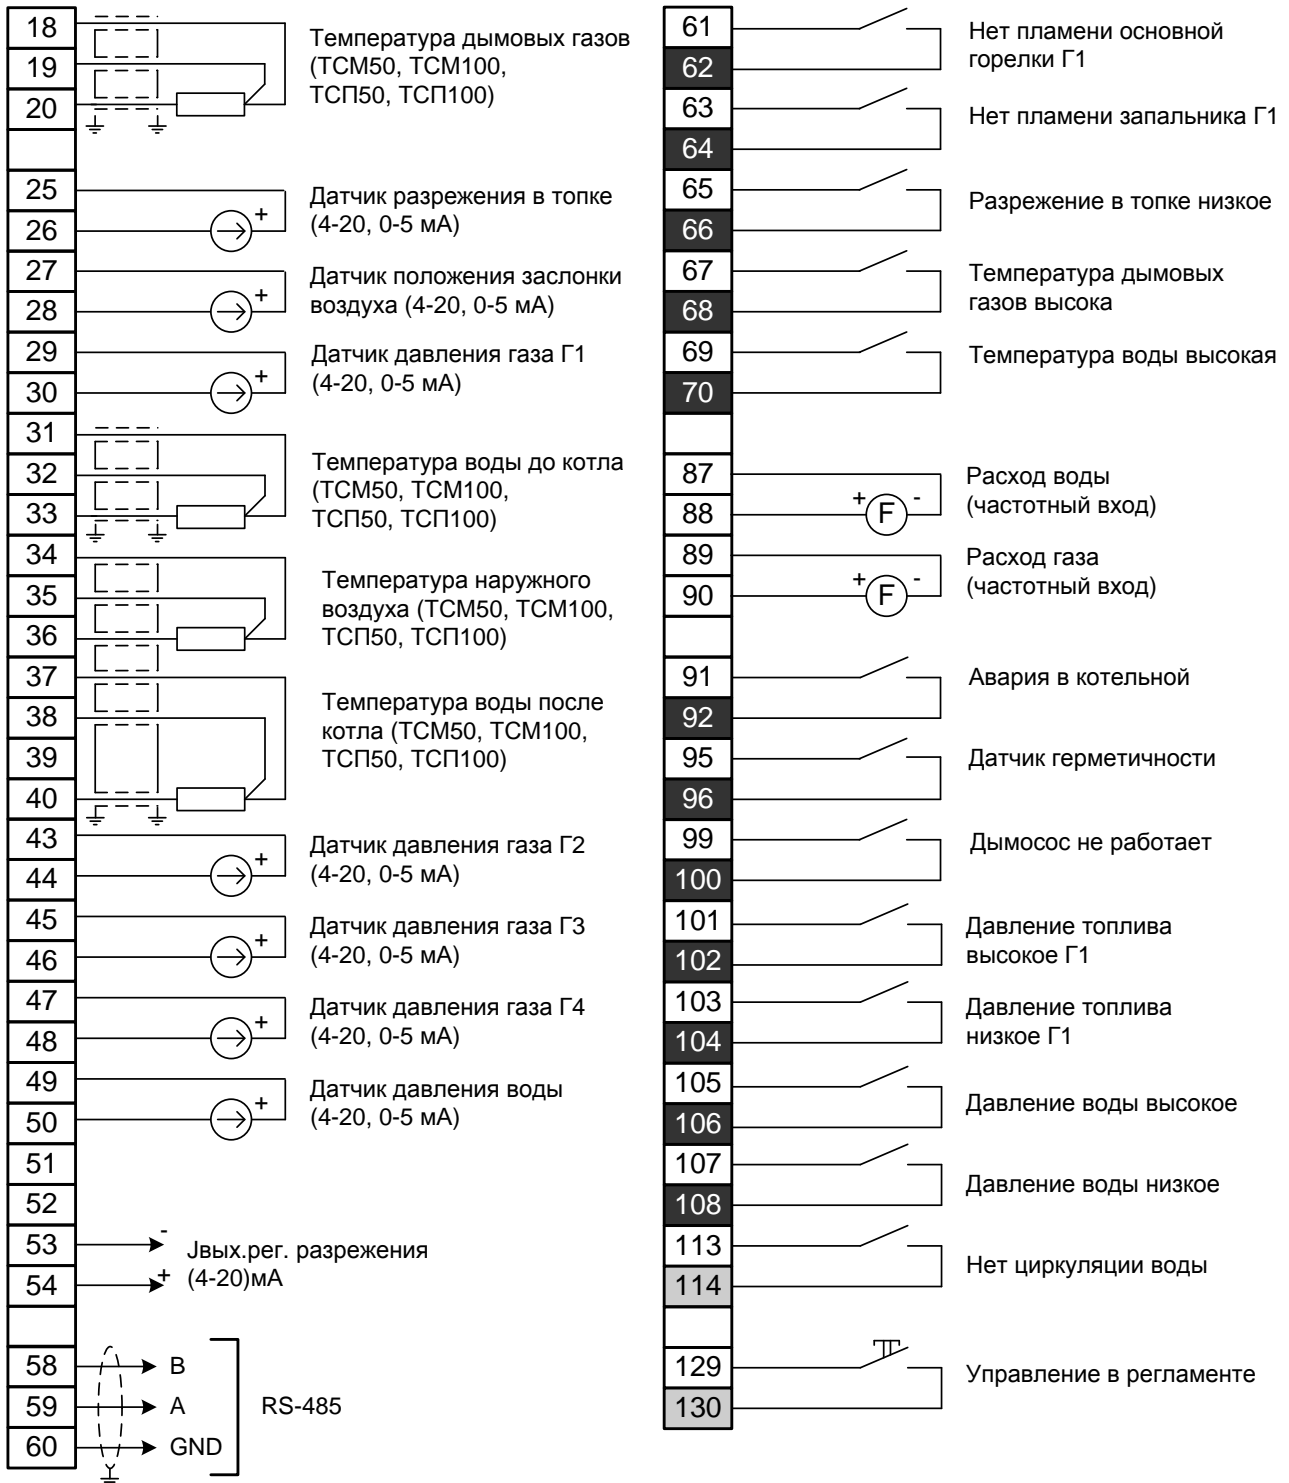 18
19
20
Температура дымовых газов
(ТСМ50, ТСМ100,
ТСП50, ТСП100)
25
26
+
Датчик разрежения в топке
(4-20, 0-5 мА)
27
28
+
Датчик положения заслонки
воздуха (4-20, 0-5 мА)
29
30
+
Датчик давления газа Г1
(4-20, 0-5 мА)
31
32
33
Температура воды до котла
(ТСМ50, ТСМ100,
ТСП50, ТСП100)
34
35
36
Температура наружного
воздуха (ТСМ50, ТСМ100,
ТСП50, ТСП100)
37
38
39
40
Температура воды после
котла (ТСМ50, ТСМ100,
ТСП50, ТСП100)
43
44
+
Датчик давления газа Г2
(4-20, 0-5 мА)
45
46
+
Датчик давления газа Г3
(4-20, 0-5 мА)
47
48
+
Датчик давления газа Г4
(4-20, 0-5 мА)
49
50
+
Датчик давления воды
(4-20, 0-5 мА)
51
52
53
54
-
+
Jвых.рег. разрежения
(4-20)мА
58
B
59
A
60
GND
RS-485
61
62
Нет пламени основной
горелки Г1
63
64
Нет пламени запальника Г1
65
66
Разрежение в топке низкое
67
68
Температура дымовых
газов высока
69
70
Температура воды высокая
87
88
+ F -
Расход воды
(частотный вход)
89
90
+ F -
Расход газа
(частотный вход)
91
92
Авария в котельной
95
96
Датчик герметичности
99
100
Дымосос не работает
101
102
Давление топлива
высокое Г1
103
104
Давление топлива
низкое Г1
105
106
Давление воды высокое
107
108
Давление воды низкое
113
114
Нет циркуляции воды
129
130
Управление в регламенте